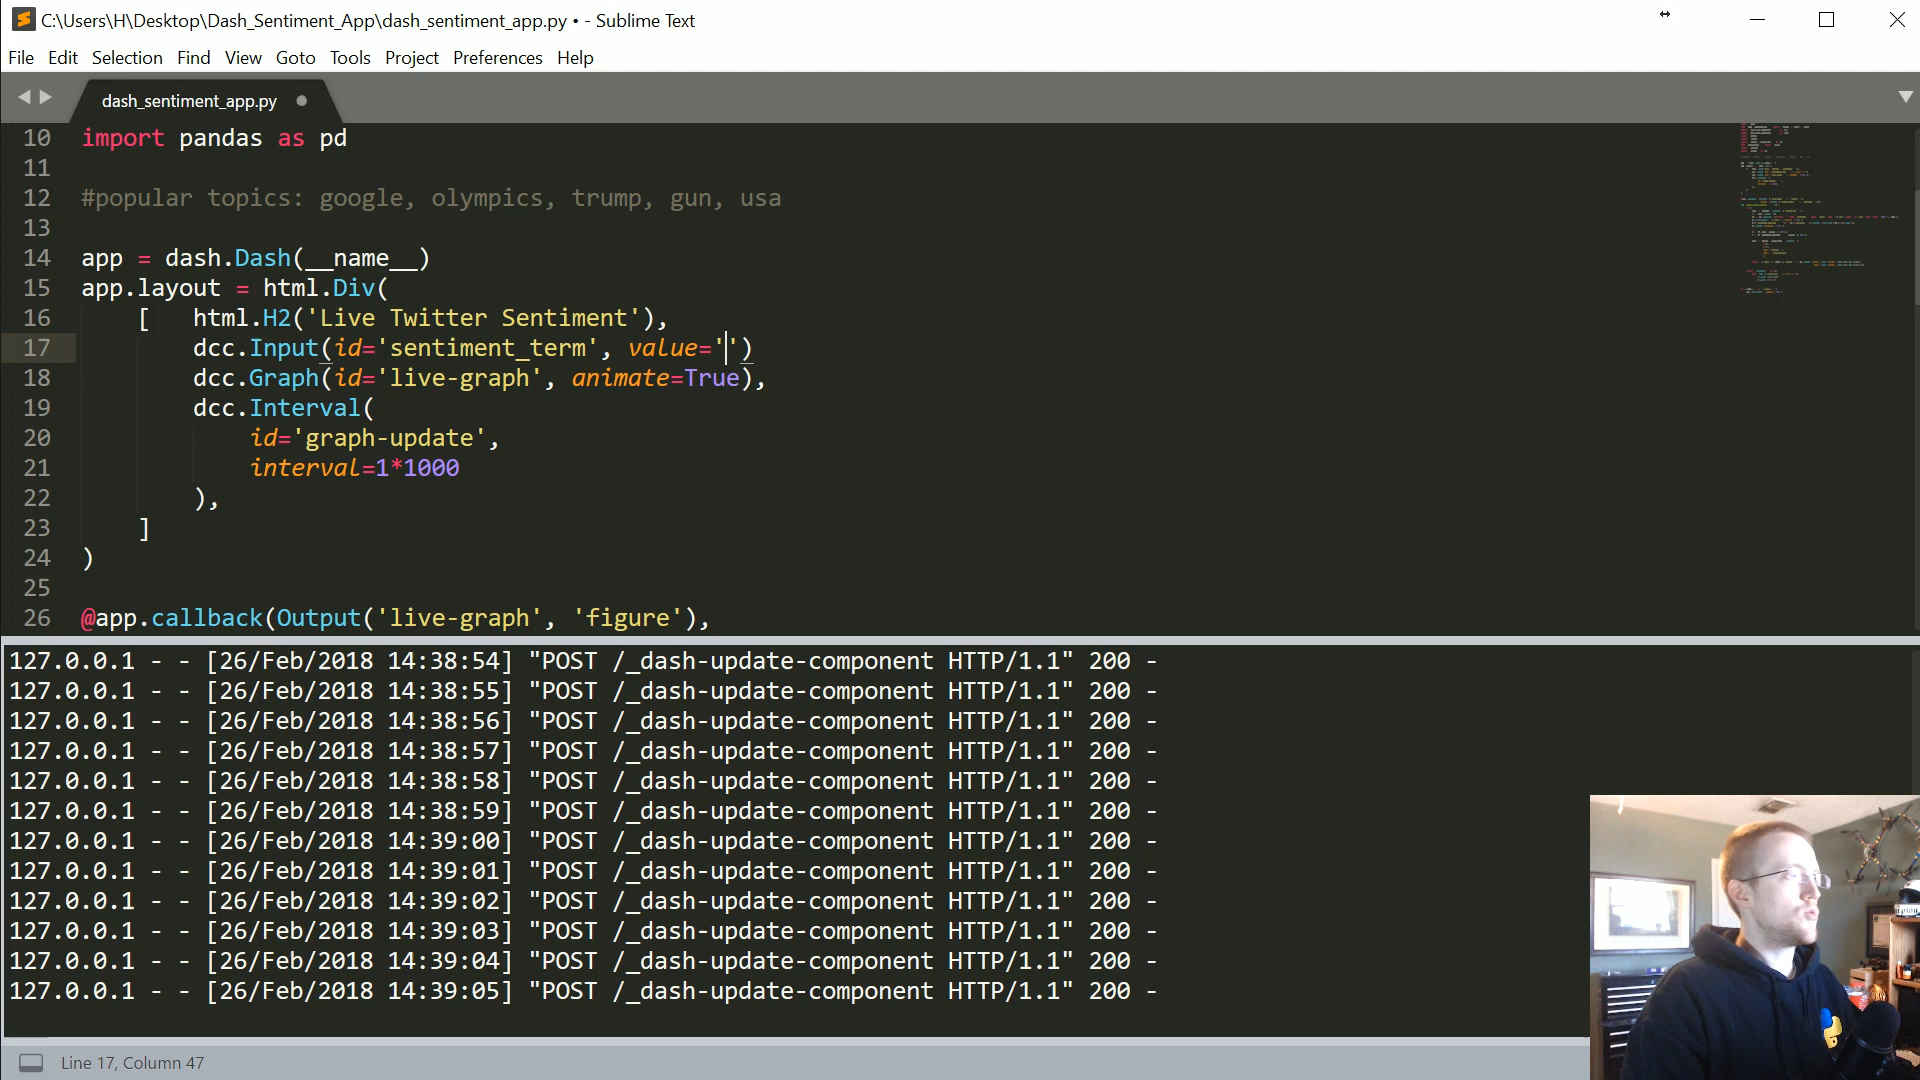 C:\Users\H\Desktop\Dash_Sentiment_App\dash_sentiment_app.py • - Sublime Text
File Edit Selection Find View Goto Tools Project Preferences Help
dash_sentiment_app.py
10 import pandas as pd
11
12 #popular topics: google, olympics, trump, gun, usa
13
14 app = dash.Dash(__name__)
15 app.layout = html.Div(
16 [ html.H2('Live Twitter Sentiment'),
17 dcc.Input(id='sentiment_term', value='')
18 dcc.Graph(id='live-graph', animate=True),
19 dcc.Interval(
20 id='graph-update',
21 interval=1*1000
22 ),
23 ]
24 )
25
26 @app.callback(Output('live-graph', 'figure'),
127.0.0.1 - - [26/Feb/2018 14:38:54] "POST /_dash-update-component HTTP/1.1" 200 -
127.0.0.1 - - [26/Feb/2018 14:38:55] "POST /_dash-update-component HTTP/1.1" 200 -
127.0.0.1 - - [26/Feb/2018 14:38:56] "POST /_dash-update-component HTTP/1.1" 200 -
127.0.0.1 - - [26/Feb/2018 14:38:57] "POST /_dash-update-component HTTP/1.1" 200 -
127.0.0.1 - - [26/Feb/2018 14:38:58] "POST /_dash-update-component HTTP/1.1" 200 -
127.0.0.1 - - [26/Feb/2018 14:38:59] "POST /_dash-update-component HTTP/1.1" 200 -
127.0.0.1 - - [26/Feb/2018 14:39:00] "POST /_dash-update-component HTTP/1.1" 200 -
127.0.0.1 - - [26/Feb/2018 14:39:01] "POST /_dash-update-component HTTP/1.1" 200 -
127.0.0.1 - - [26/Feb/2018 14:39:02] "POST /_dash-update-component HTTP/1.1" 200 -
127.0.0.1 - - [26/Feb/2018 14:39:03] "POST /_dash-update-component HTTP/1.1" 200 -
127.0.0.1 - - [26/Feb/2018 14:39:04] "POST /_dash-update-component HTTP/1.1" 200 -
127.0.0.1 - - [26/Feb/2018 14:39:05] "POST /_dash-update-component HTTP/1.1" 200 -
Line 17, Column 47